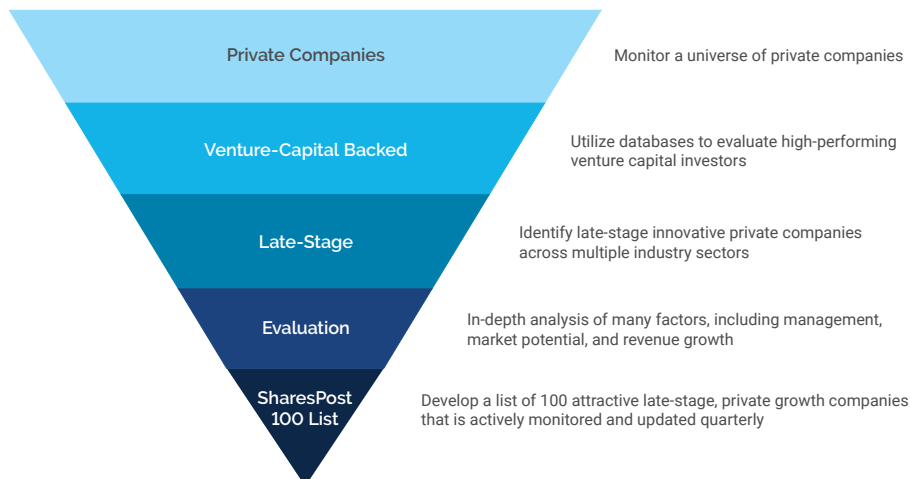 Private Companies
Monitor a universe of private companies
Venture-Capital Backed
Utilize databases to evaluate high-performing
venture capital investors
Late-Stage
Identify late-stage innovative private companies
across multiple industry sectors
Evaluation
In-depth analysis of many factors, including management,
market potential, and revenue growth
SharesPost
100 List
Develop a list of 100 attractive late-stage, private growth companies
that is actively monitored and updated quarterly